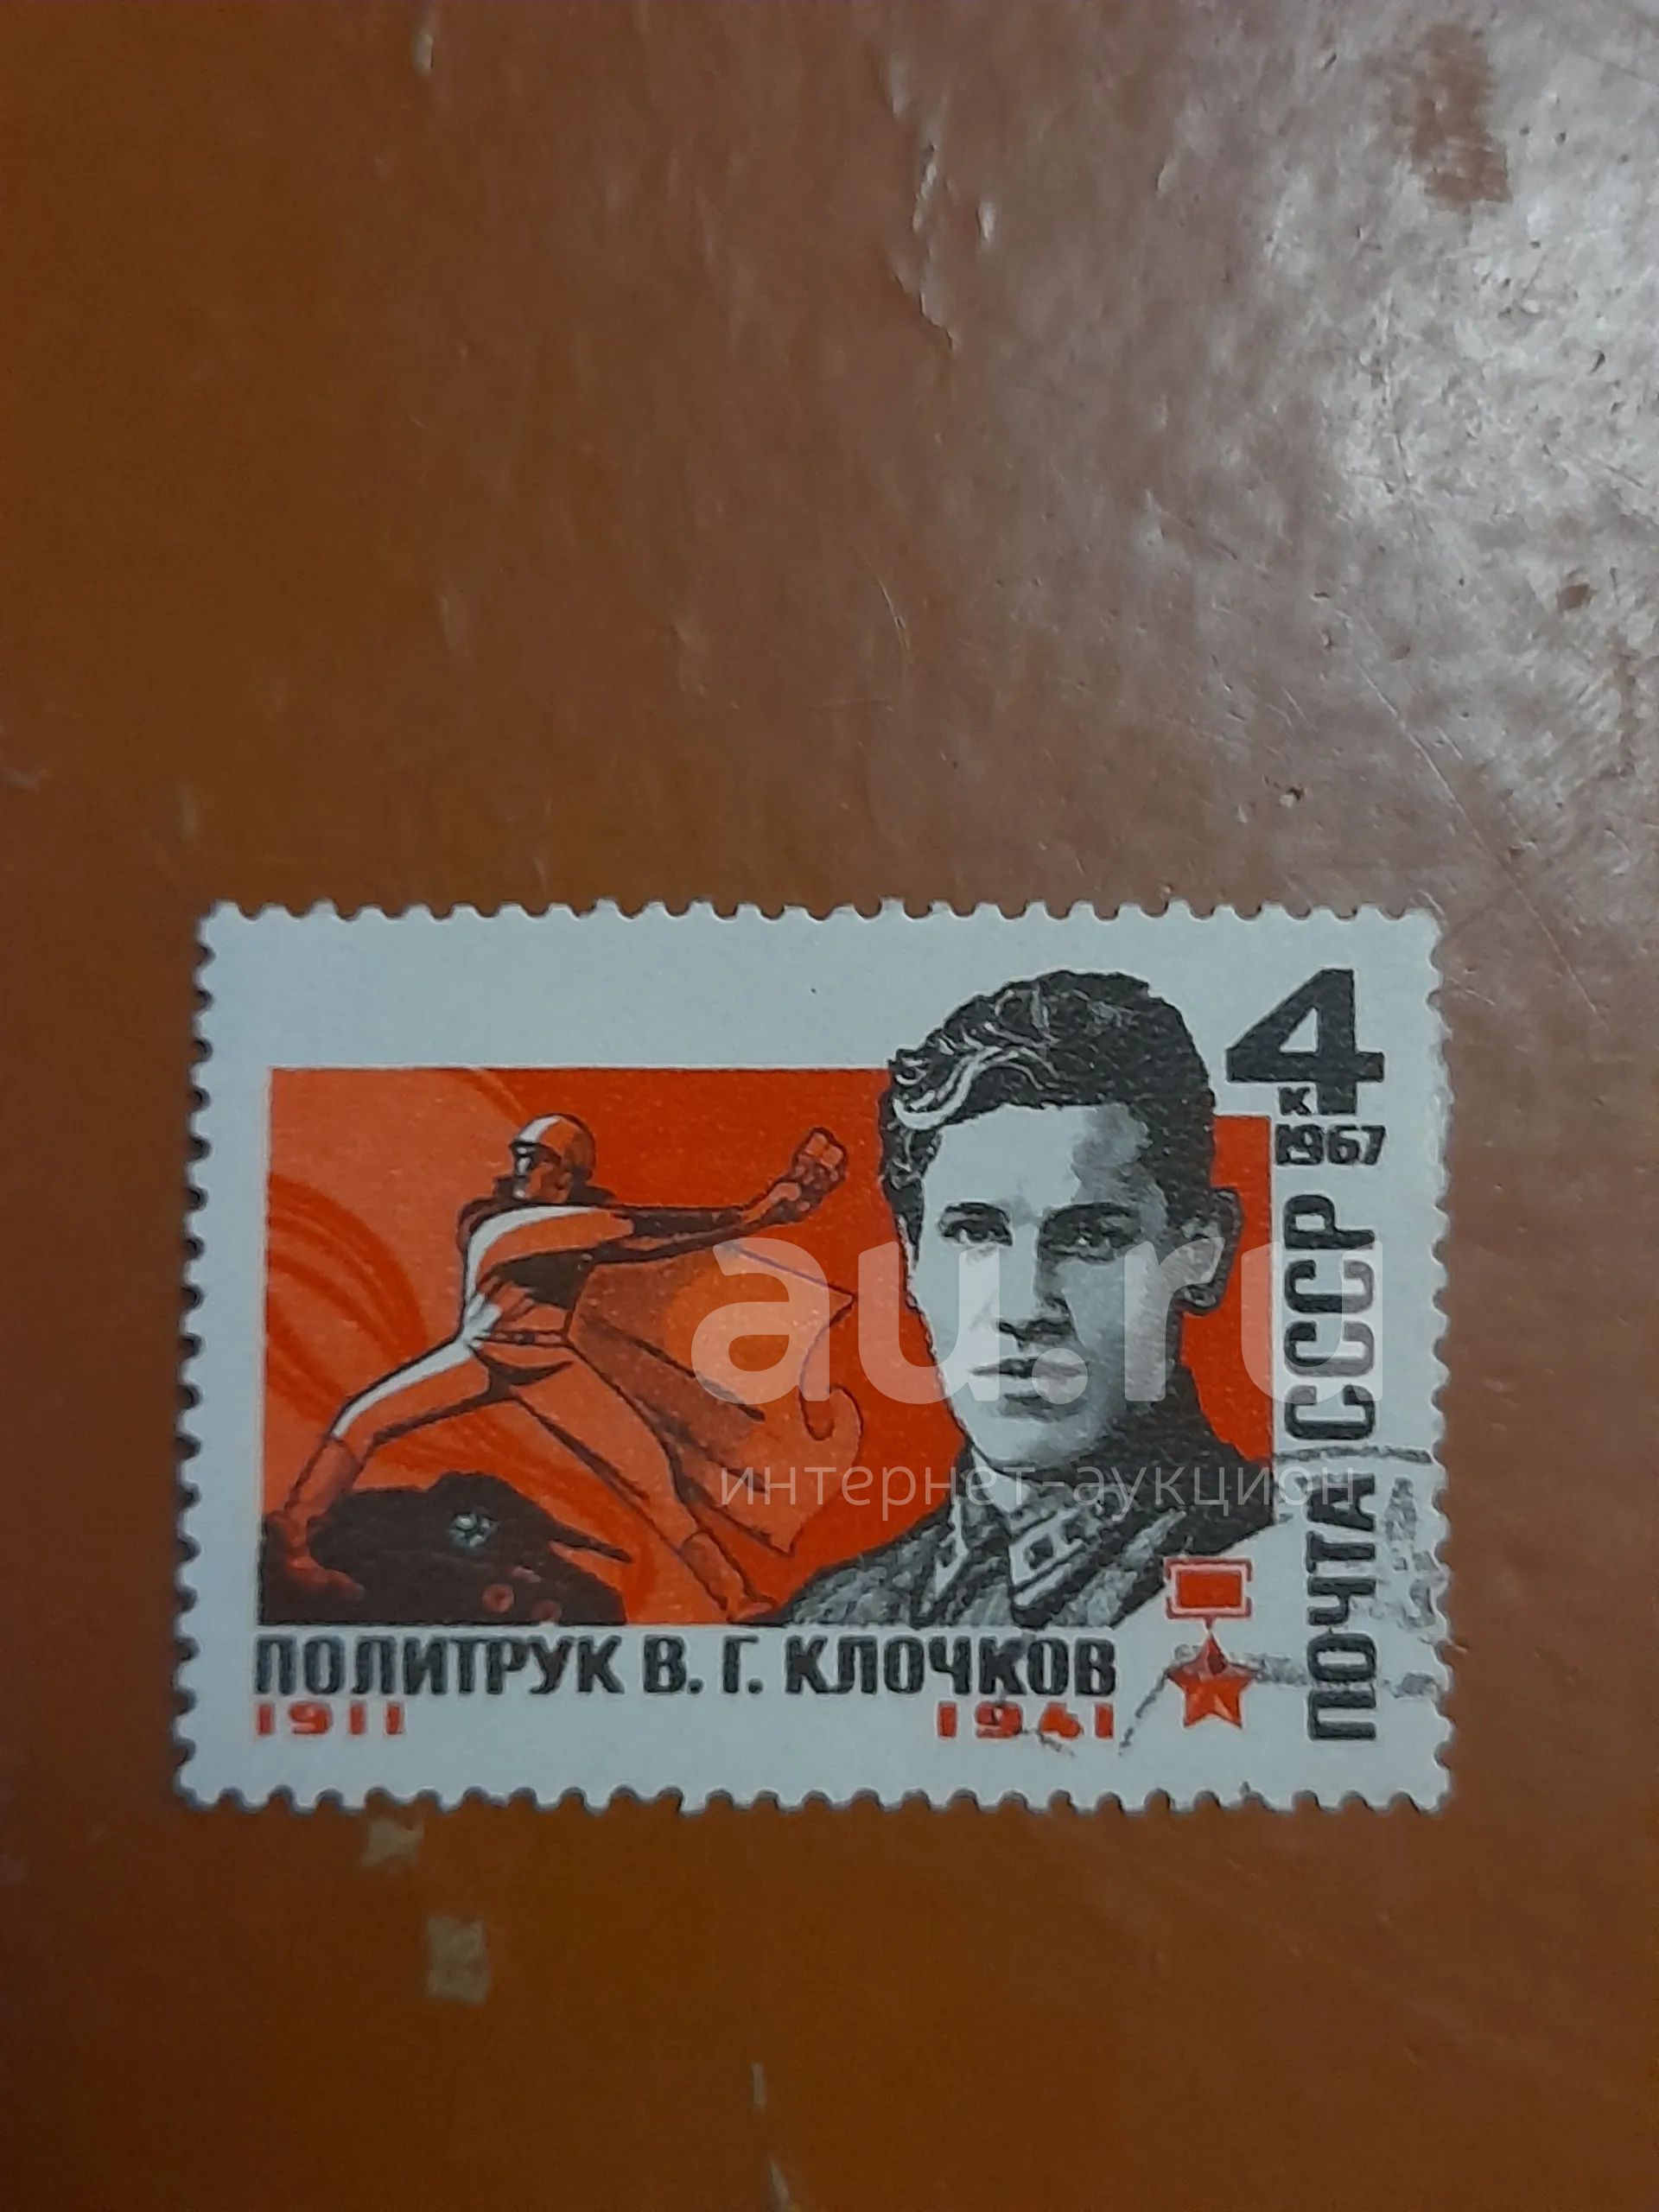 4
к
1967
ПОЧТА СССР
ПОЛИТРУК В. Г. КЛОЧКОВ
1911 1941
au.ru
интернет-аукцион